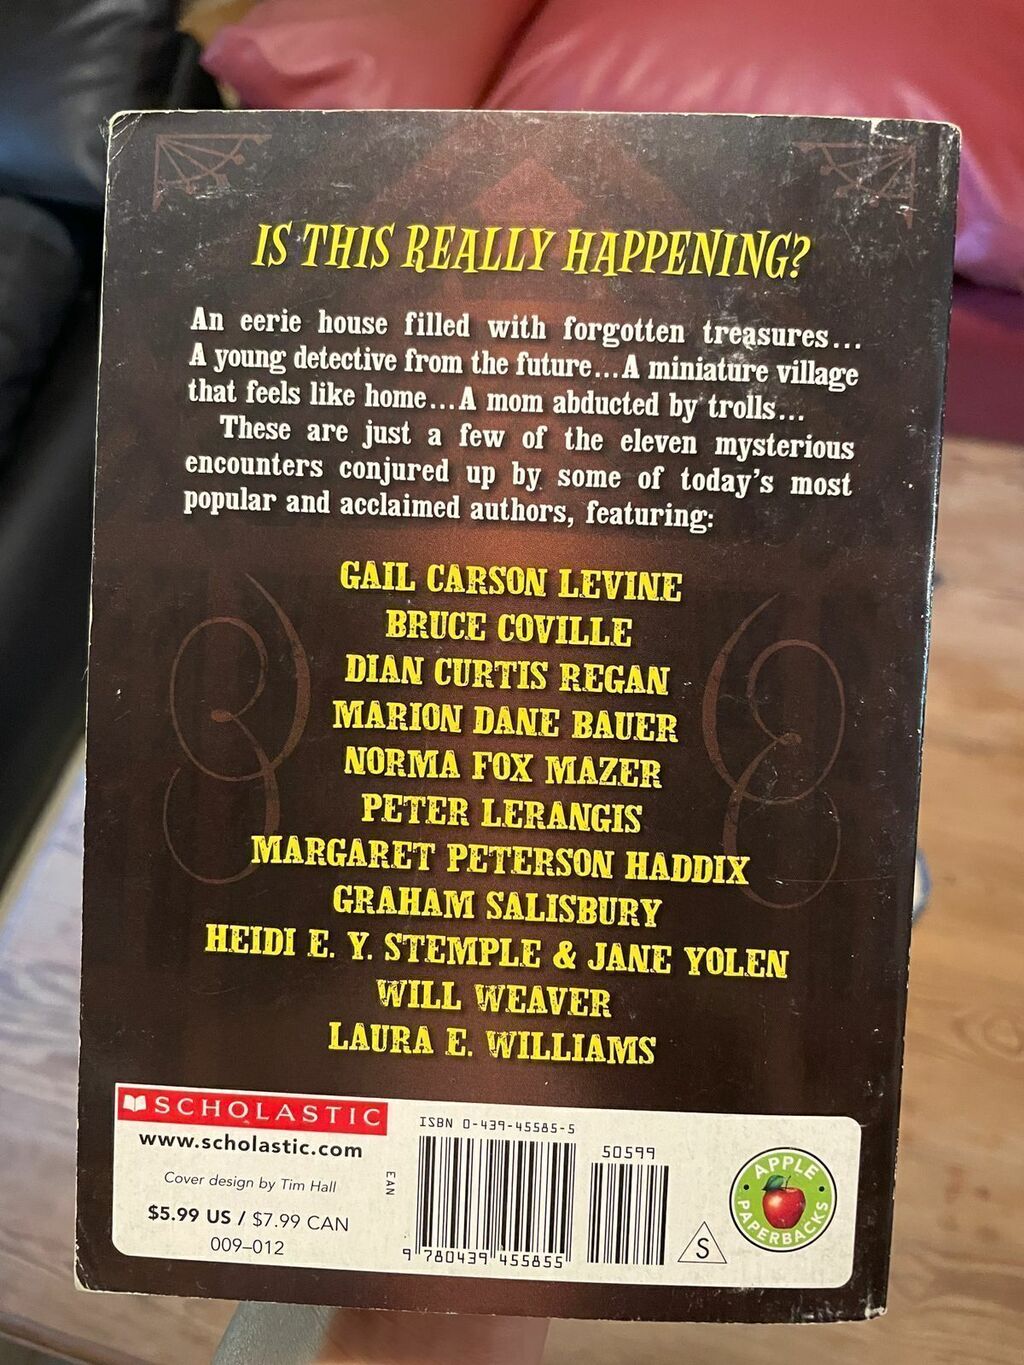 IS THIS REALLY HAPPENING?
An eerie house filled with forgotten treasures...
A young detective from the future...A miniature village
that feels like home...A mom abducted by trolls...
These are just a few of the eleven mysterious
encounters conjured up by some of today's most
popular and acclaimed authors, featuring:
GAIL CARSON LEVINE
BRUCE COVILLE
DIAN CURTIS REGAN
MARION DANE BAUER
NORMA FOX MAZER
PETER LERANGIS
MARGARET PETERSON HADDIX
GRAHAM SALISBURY
HEIDI E. Y. STEMPLE & JANE YOLEN
WILL WEAVER
LAURA E. WILLIAMS
SCHOLASTIC
www.scholastic.com
Cover design by Tim Hall
$5.99 US / $7.99 CAN
009–012
EAN
ISBN 0-439-45585-5
50599
9 780439 455855
S
APPLE
PAPERBACKS